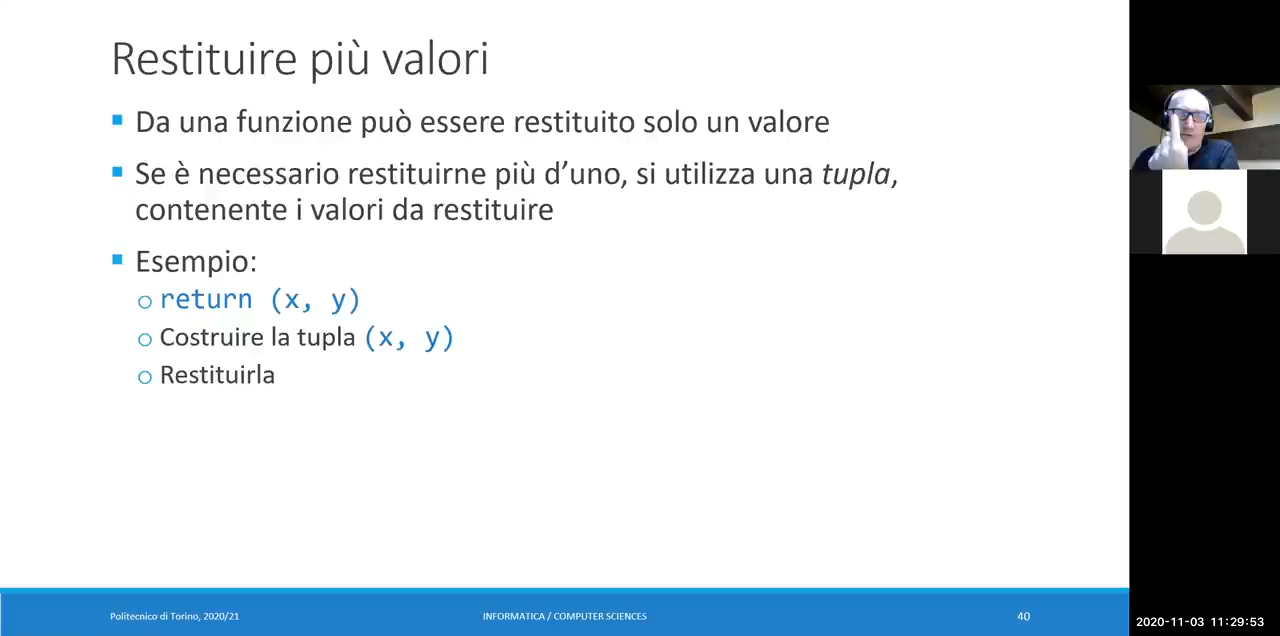 Restituire più valori
Da una funzione può essere restituito solo un valore
Se è necessario restituirne più d’uno, si utilizza una tupla,
contenente i valori da restituire
Esempio:
return (x, y)
Costruire la tupla (x, y)
Restituirla
Politecnico di Torino, 2020/21
INFORMATICA / COMPUTER SCIENCES
40
2020-11-03 11:29:53